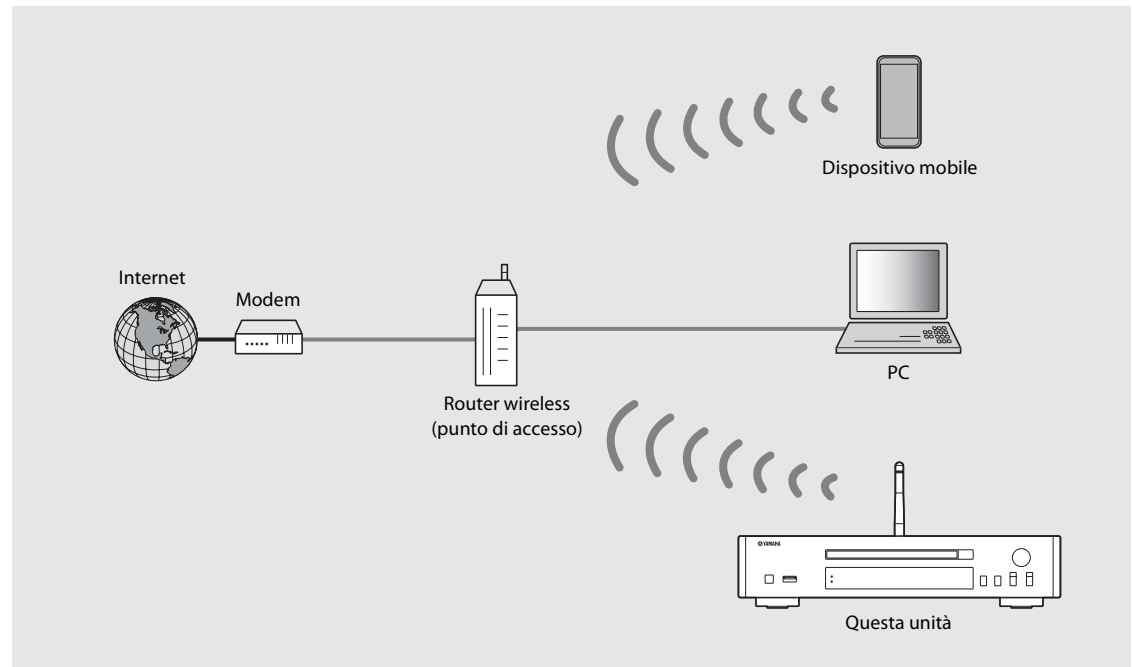 Dispositivo mobile
Internet
Modem
PC
Router wireless
(punto di accesso)
YAMAHA
Questa unità